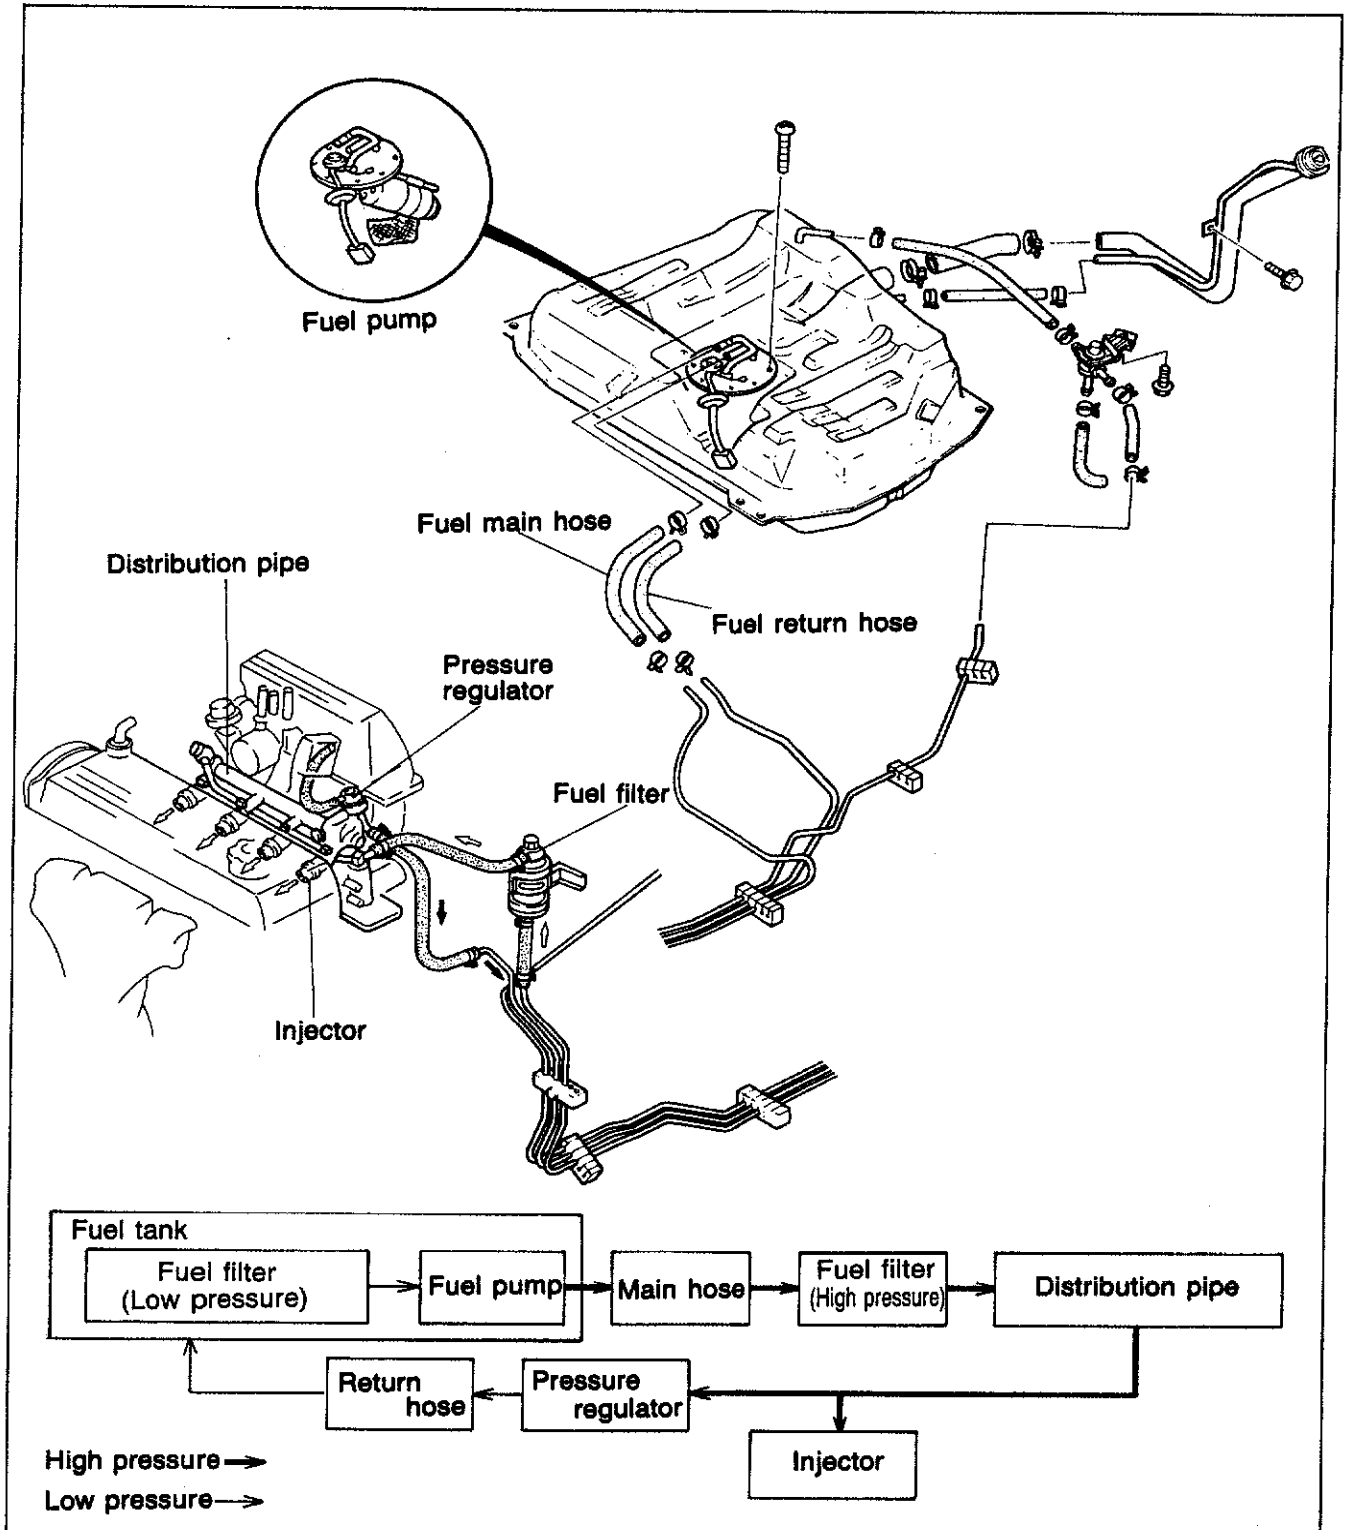 Fuel pump
Fuel main hose
Distribution pipe
Fuel return hose
Pressure
regulator
Fuel filter
Injector
Fuel tank
Fuel filter
(Low pressure)
Fuel pump
Main hose
Fuel filter
(High pressure)
Distribution pipe
Return
hose
Pressure
regulator
Injector
High pressure
Low pressure